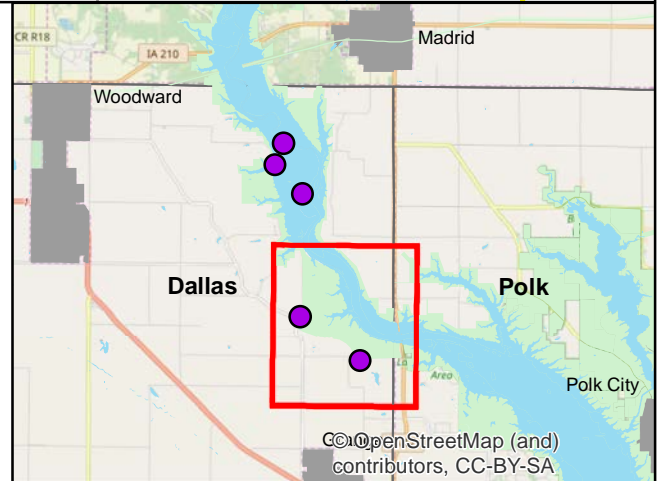 CR R18
Madrid
IA 210
Woodward
Dallas
Polk
Area
Polk City
©OpenStreetMap (and)
contributors, CC-BY-SA